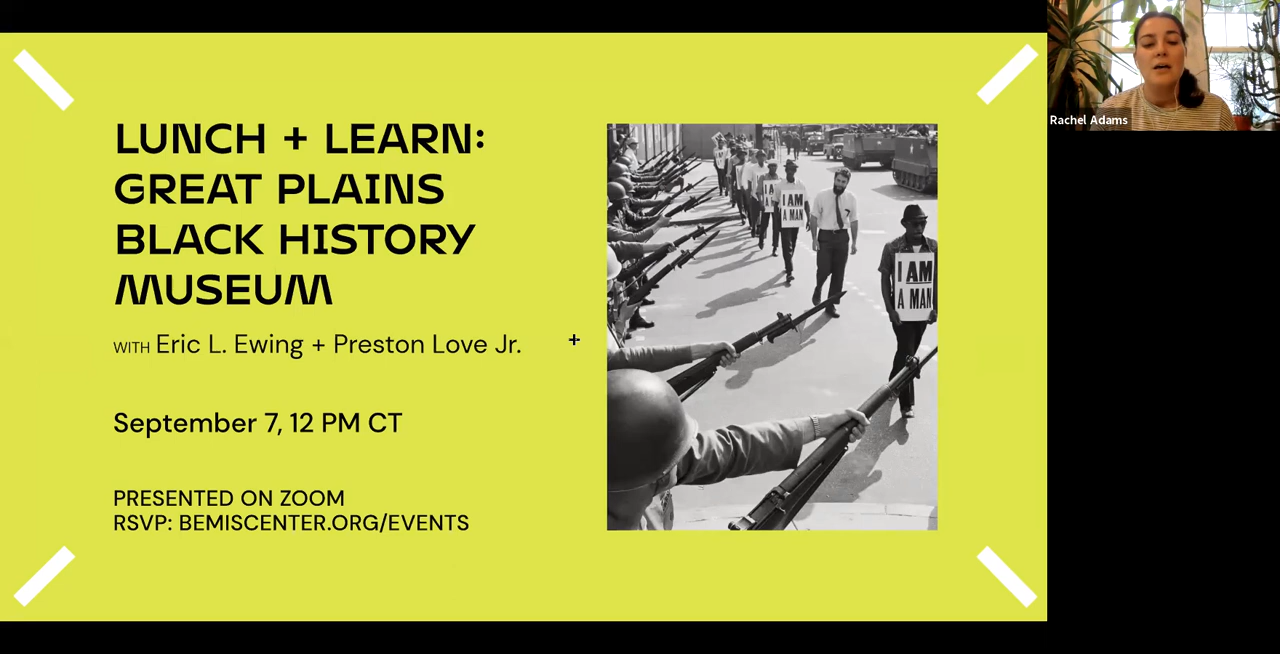 LUNCH + LEARN:
GREAT PLAINS
BLACK HISTORY
MUSEUM
WITH Eric L. Ewing + Preston Love Jr.
September 7, 12 PM CT
PRESENTED ON ZOOM
RSVP: BEMISCENTER.ORG/EVENTS
I AM
A MAN
I AM
A MAN
Rachel Adams